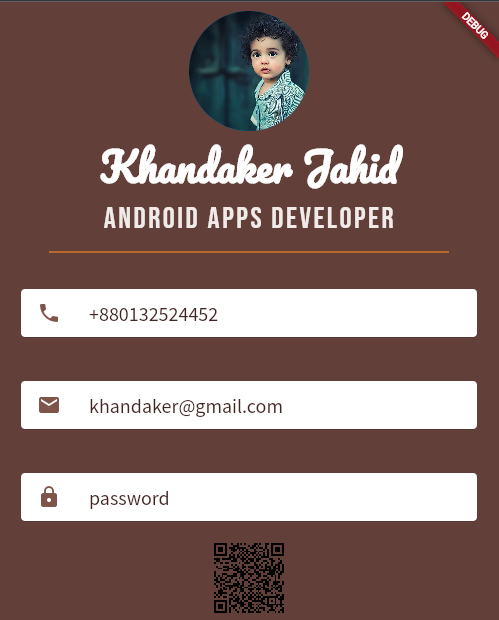 DEBUG
Khandaker Jahid
ANDROID APPS DEVELOPER
+880132524452
khandaker@gmail.com
password